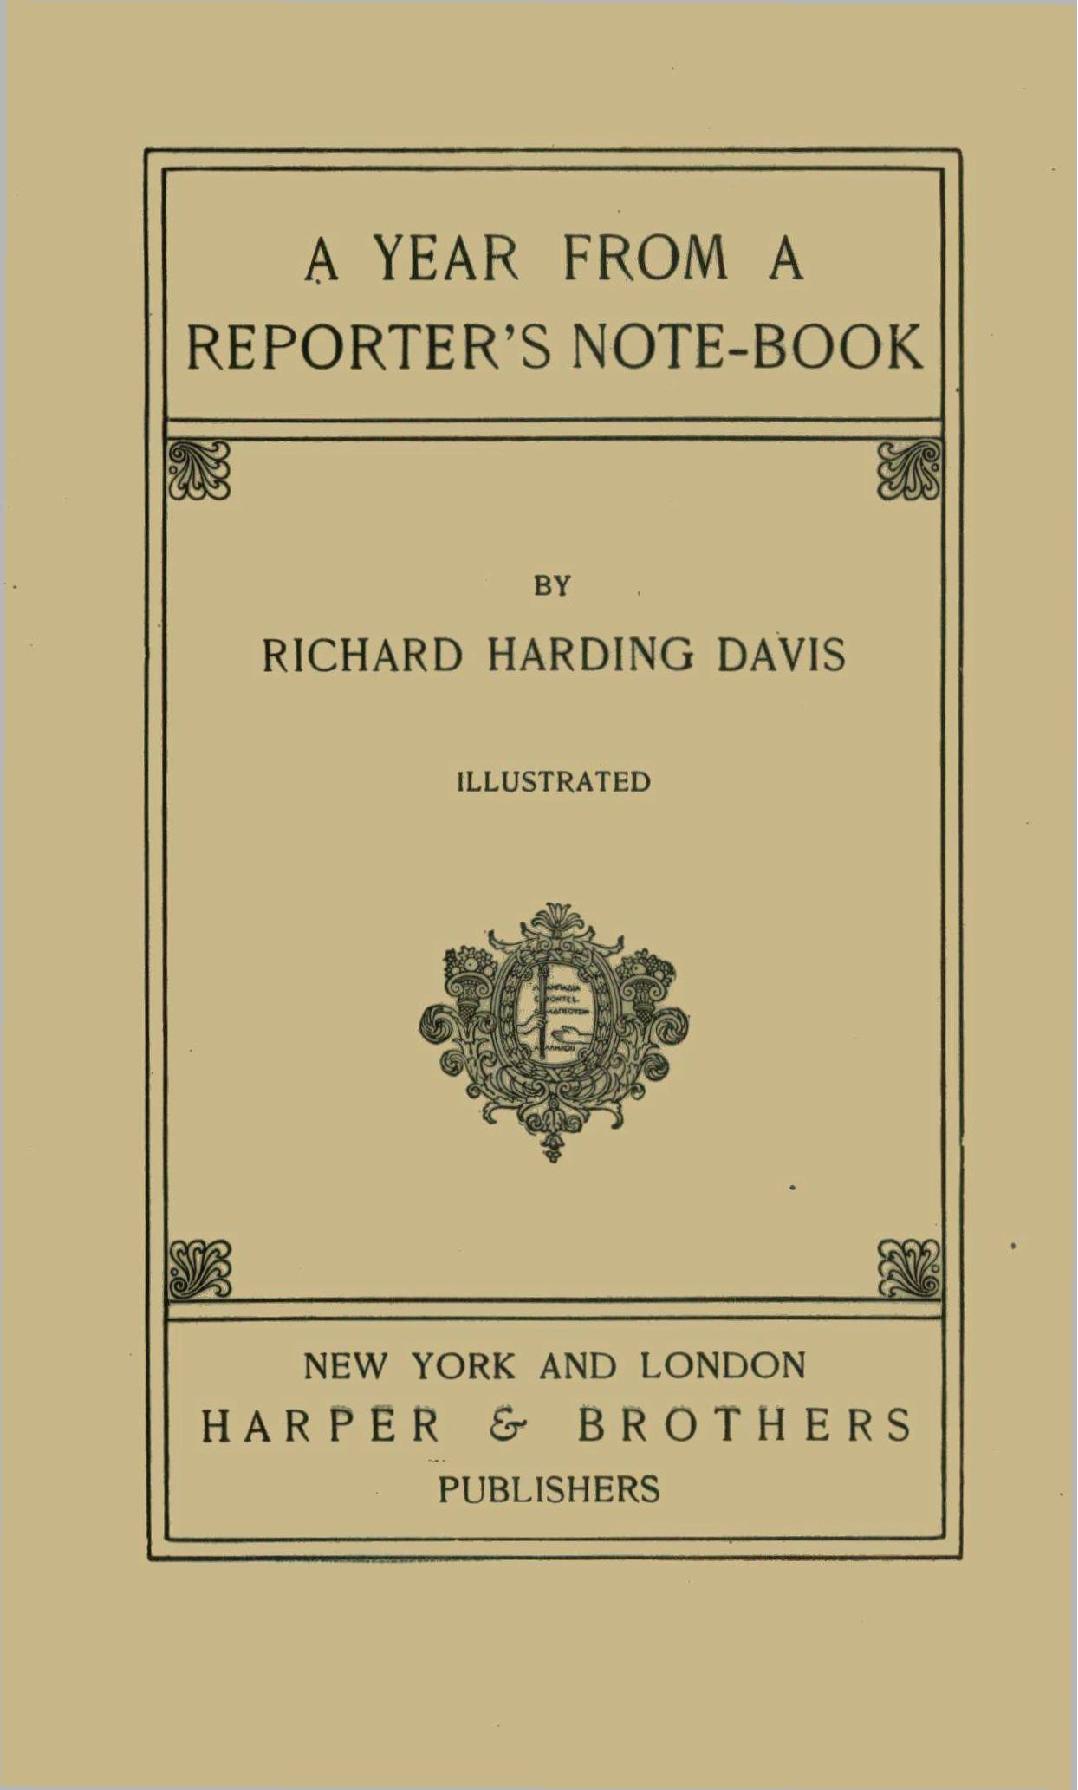 A YEAR FROM A
REPORTER'S NOTE-BOOK
BY
RICHARD HARDING DAVIS
ILLUSTRATED
NEW YORK AND LONDON
HARPER & BROTHERS
PUBLISHERS